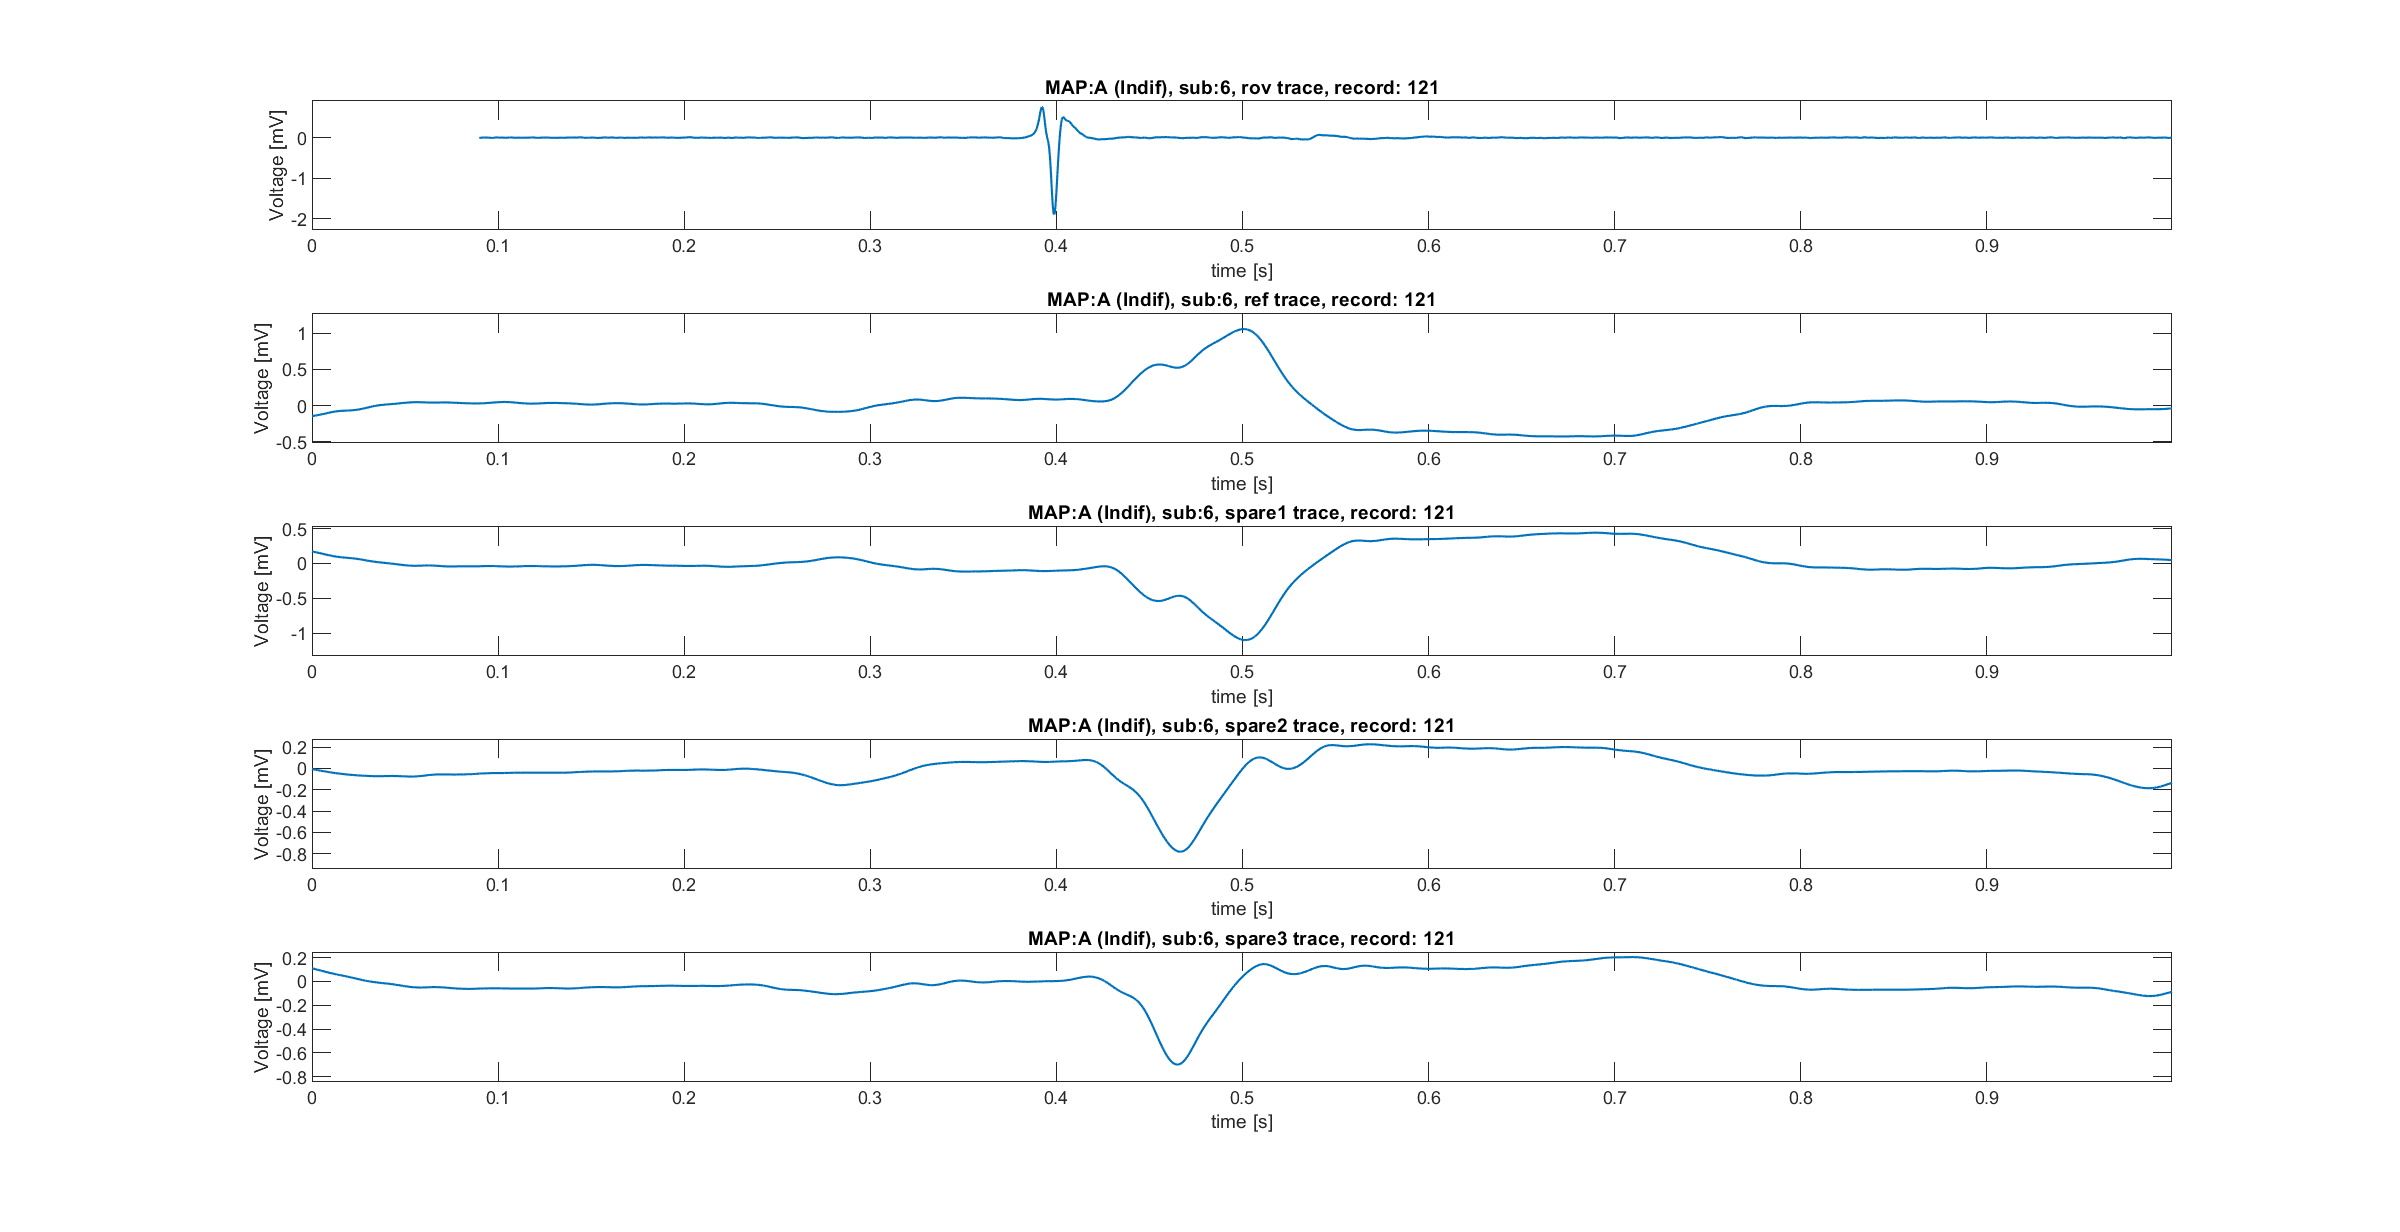 MAP:A (Indif), sub:6, rov trace, record: 121
Voltage [mV]
0
-1
-2
0 0.1 0.2 0.3 0.4 0.5 0.6 0.7 0.8 0.9
time [s]
MAP:A (Indif), sub:6, ref trace, record: 121
Voltage [mV]
1
0.5
0
-0.5
0 0.1 0.2 0.3 0.4 0.5 0.6 0.7 0.8 0.9
time [s]
MAP:A (Indif), sub:6, spare1 trace, record: 121
Voltage [mV]
0.5
0
-0.5
-1
0 0.1 0.2 0.3 0.4 0.5 0.6 0.7 0.8 0.9
time [s]
MAP:A (Indif), sub:6, spare2 trace, record: 121
Voltage [mV]
0.2
0
-0.2
-0.4
-0.6
-0.8
0 0.1 0.2 0.3 0.4 0.5 0.6 0.7 0.8 0.9
time [s]
MAP:A (Indif), sub:6, spare3 trace, record: 121
Voltage [mV]
0.2
0
-0.2
-0.4
-0.6
-0.8
0 0.1 0.2 0.3 0.4 0.5 0.6 0.7 0.8 0.9
time [s]